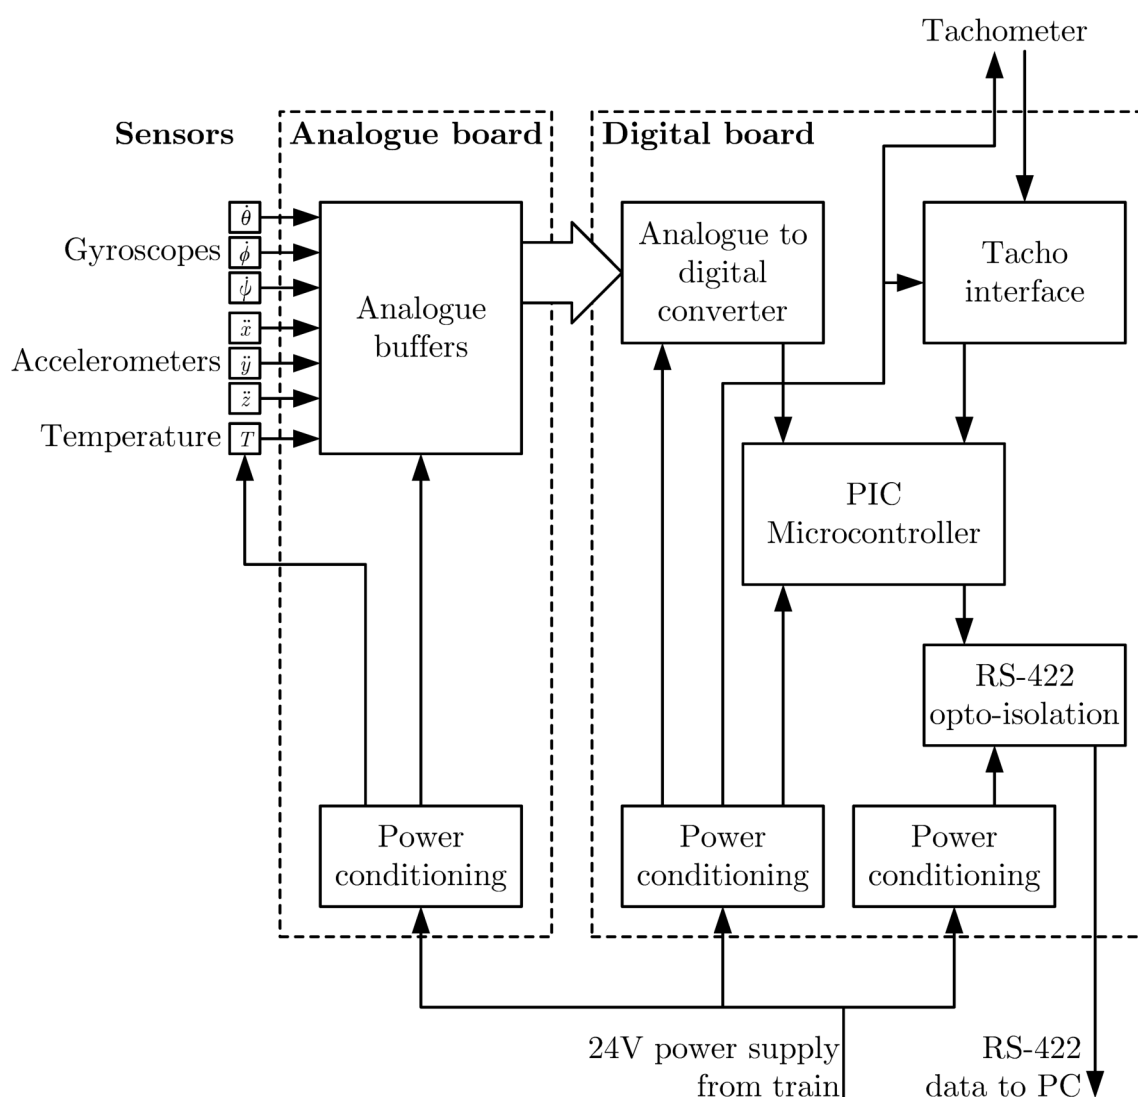 Tachometer
Sensors
Analogue board
Digital board
Gyroscopes
θ̇
ϕ̇
ψ̇
Accelerometers
ẍ
ÿ
z̈
Temperature
T
Analogue
buffers
Analogue to
digital
converter
Tacho
interface
PIC
Microcontroller
RS-422
opto-isolation
Power
conditioning
Power
conditioning
Power
conditioning
24V power supply
from train
RS-422
data to PC